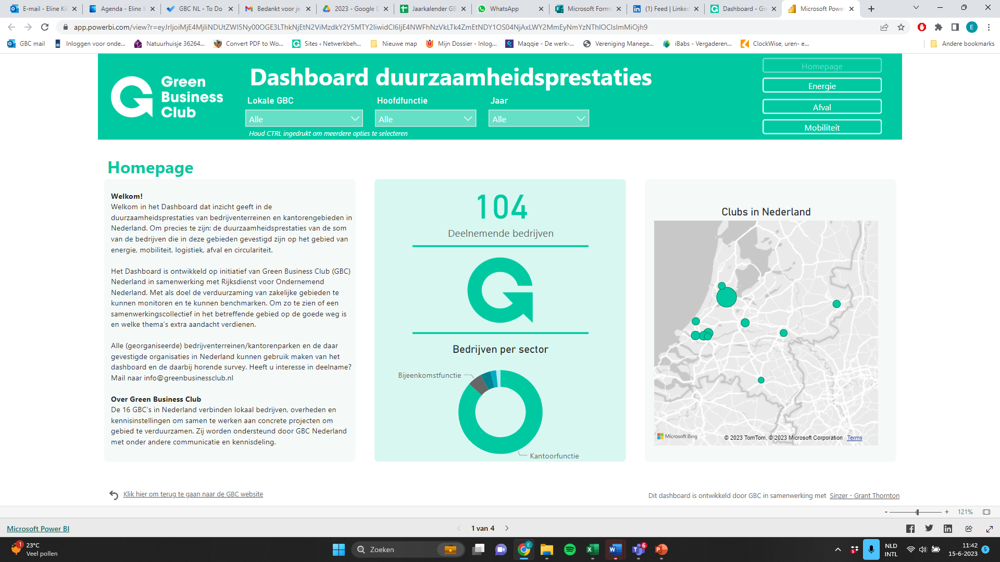 E-mail - Eline Ki
Agenda - Eline K
GBC NL - To Do
Bedankt voor je
2023 - Google D
Jaarkalender GB
WhatsApp
Microsoft Forms
(1) Feed | Linked
Dashboard - Gre
Microsoft Powe
app.powerbi.com/view?r=
E
GBC mail
Inloggen voor onde...
Natuurhuisje 36264...
Convert PDF to Wo...
Sites ‹ Netwerkbeh...
Nieuwe map
Mijn Dossier - Inlog...
Maqqie - De werk-...
Vereniging Manege...
iBabs - Vergaderen...
ClockWise, uren- e...
Andere bookmarks
Green
Business
Club
Dashboard duurzaamheidsprestaties
Lokale GBC
Hoofdfunctie
Jaar
Alle
Alle
Alle
Houd CTRL ingedrukt om meerdere opties te selecteren
Homepage
Energie
Afval
Mobiliteit
Homepage
Welkom!
Welkom in het Dashboard dat inzicht geeft in de
duurzaamheidsprestaties van bedrijventerreinen en kantorengebieden in
Nederland. Om precies te zijn: de duurzaamheidsprestaties van de som
van de bedrijven die in deze gebieden gevestigd zijn op het gebied van
energie, mobiliteit, logistiek, afval en circulariteit.
Het Dashboard is ontwikkeld op initiatief van Green Business Club (GBC)
Nederland in samenwerking met Rijksdienst voor Ondernemend
Nederland. Met als doel de verduurzaming van zakelijke gebieden te
kunnen monitoren en te kunnen benchmarken. Om zo te zien of een
samenwerkingscollectief in het betreffende gebied op de goede weg is
en welke thema's extra aandacht verdienen.
Alle (georganiseerde) bedrijventerreinen/kantorenparken en de daar
gevestigde organisaties in Nederland kunnen gebruik maken van het
dashboard en de daarbij horende survey. Heeft u interesse in deelname?
Mail naar info@greenbusinessclub.nl
Over Green Business Club
De 16 GBC's in Nederland verbinden lokaal bedrijven, overheden en
kennisinstellingen om samen te werken aan concrete projecten om
gebied te verduurzamen. Zij worden ondersteund door GBC Nederland
met onder andere communicatie en kennisdeling.
104
Deelnemende bedrijven
Bedrijven per sector
Bijeenkomstfunctie
Kantoorfunctie
Clubs in Nederland
Microsoft Bing
© 2023 TomTom, © 2023 Microsoft Corporation Terms
Klik hier om terug te gaan naar de GBC website
Dit dashboard is ontwikkeld door GBC in samenwerking met Sinzer - Grant Thornton
- + 121%
Microsoft Power BI
1 van 4
1
23°C
Veel pollen
Zoeken
E
6
5
NLD
INTL
11:42
15-6-2023
5